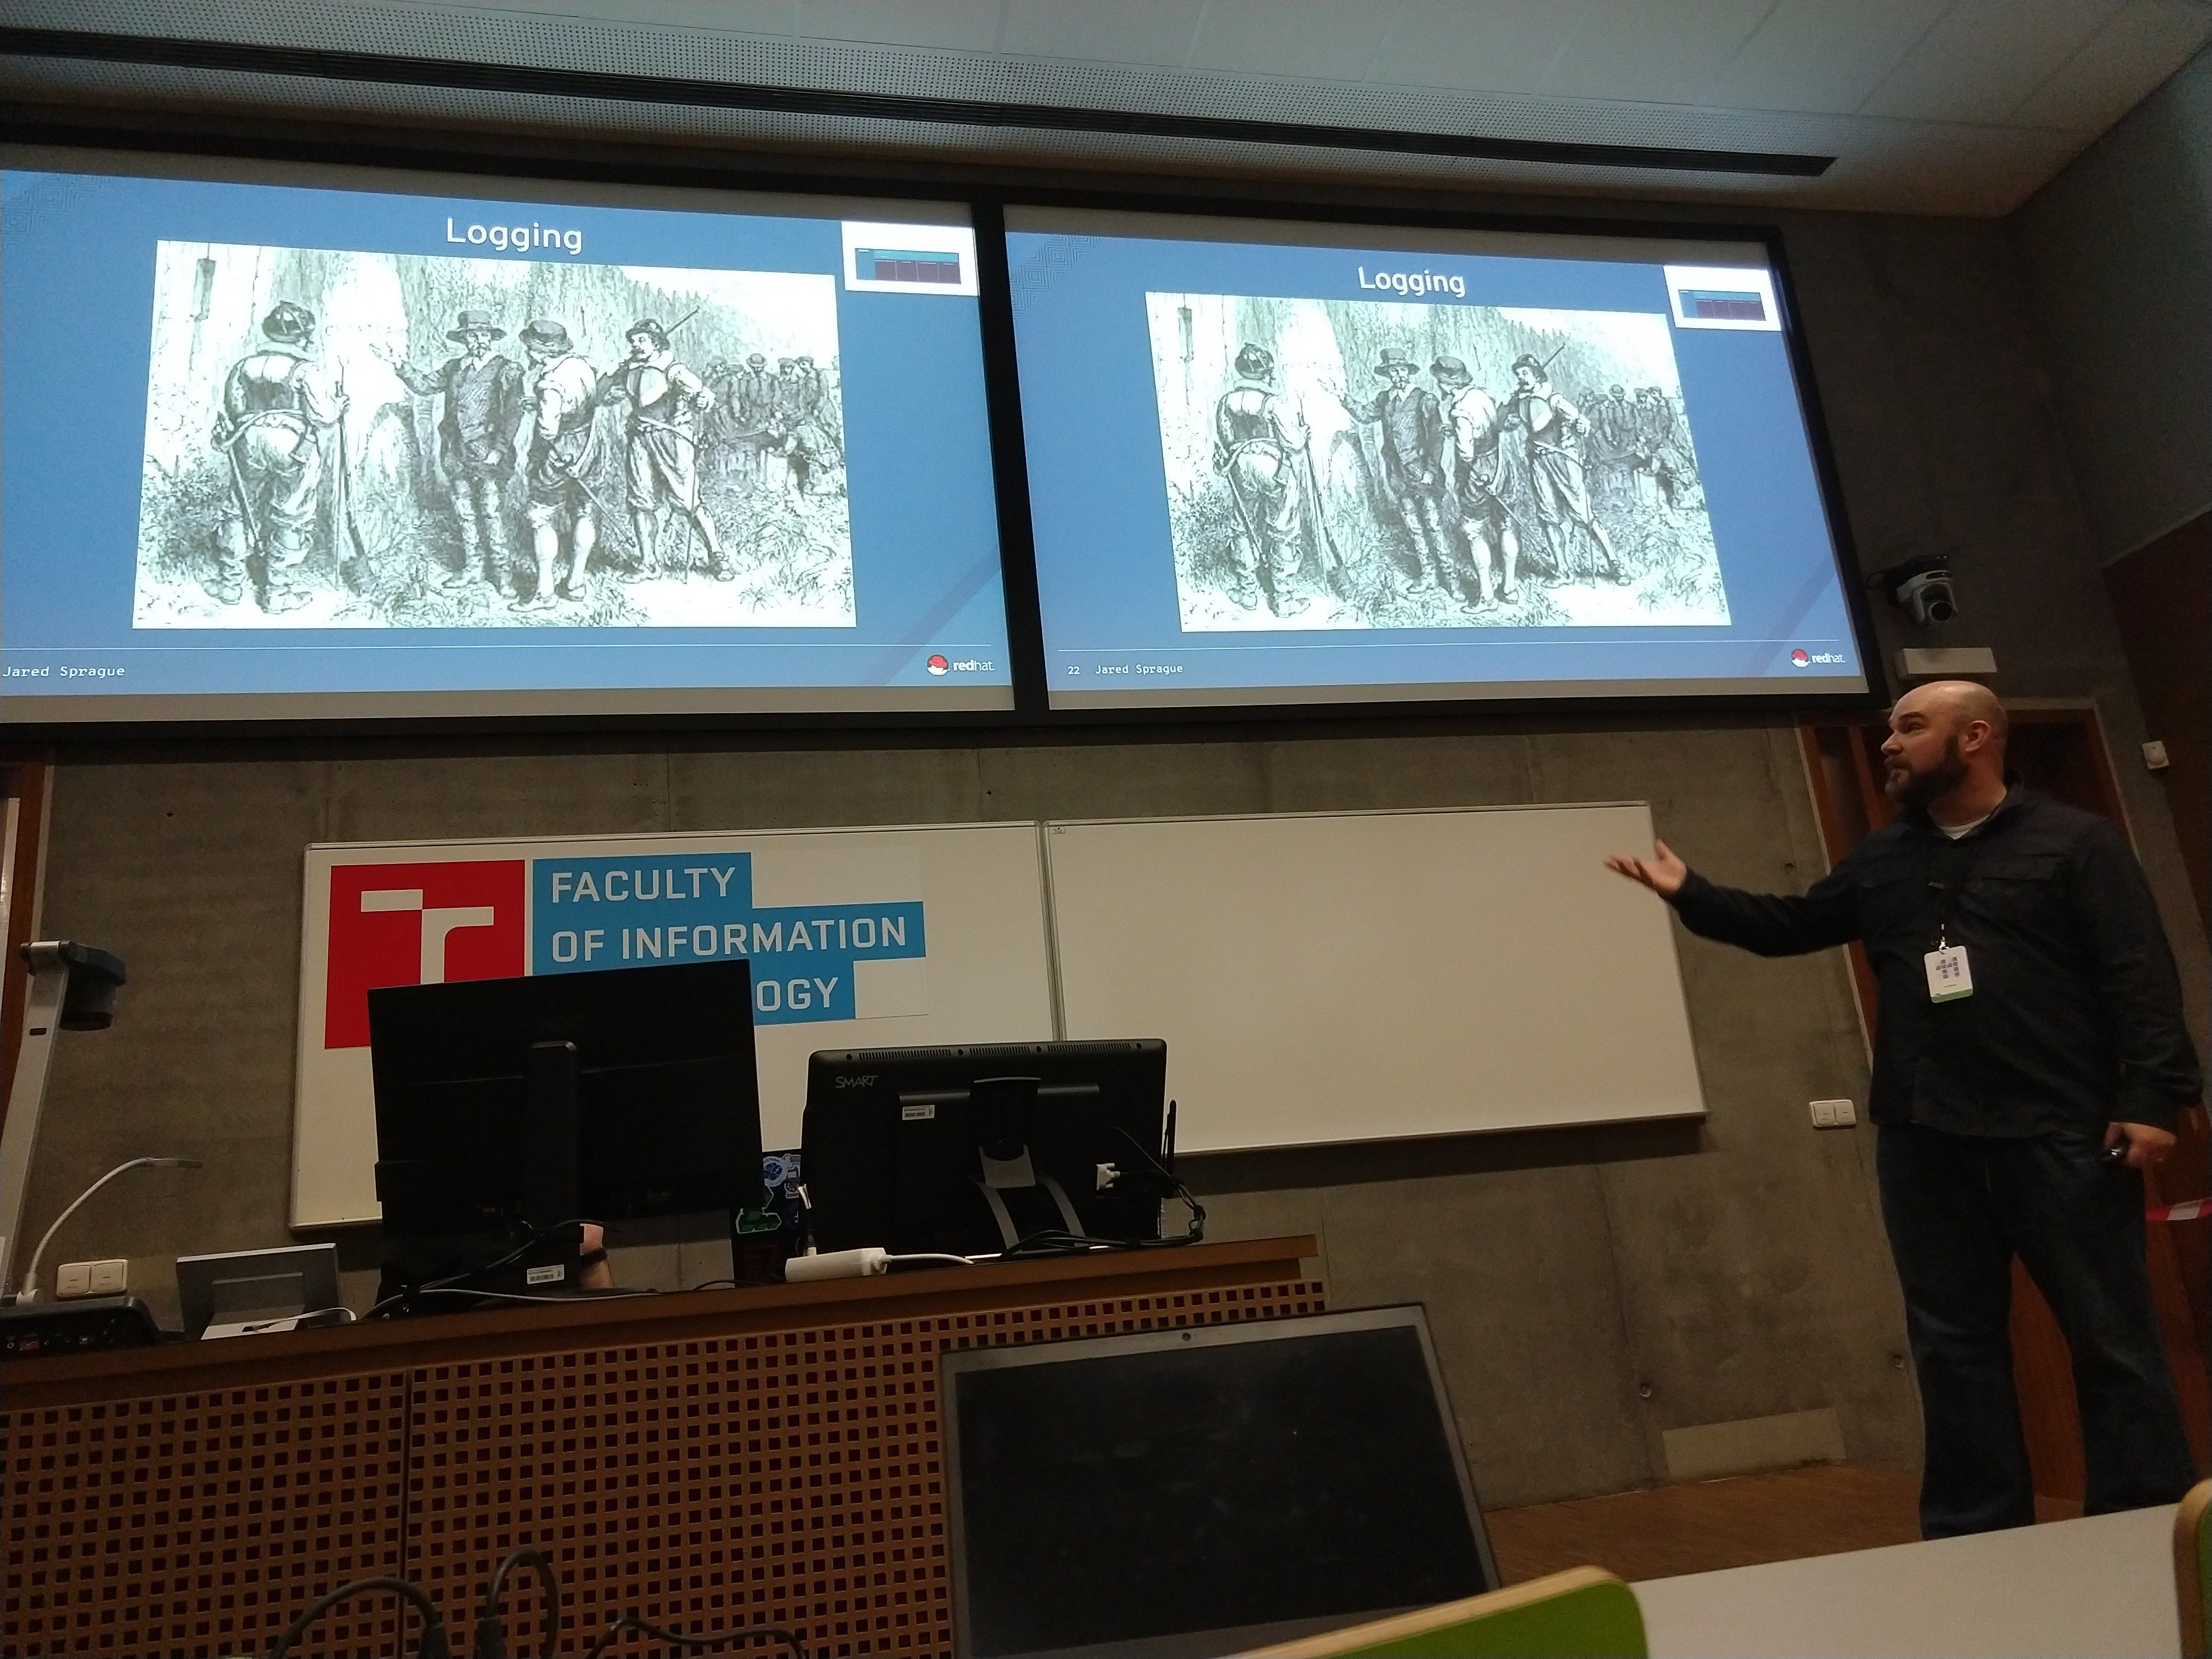 Logging
Jared Sprague
redhat.
Logging
22 Jared Sprague
redhat.
FACULTY
OF INFORMATION
OGY
SMART